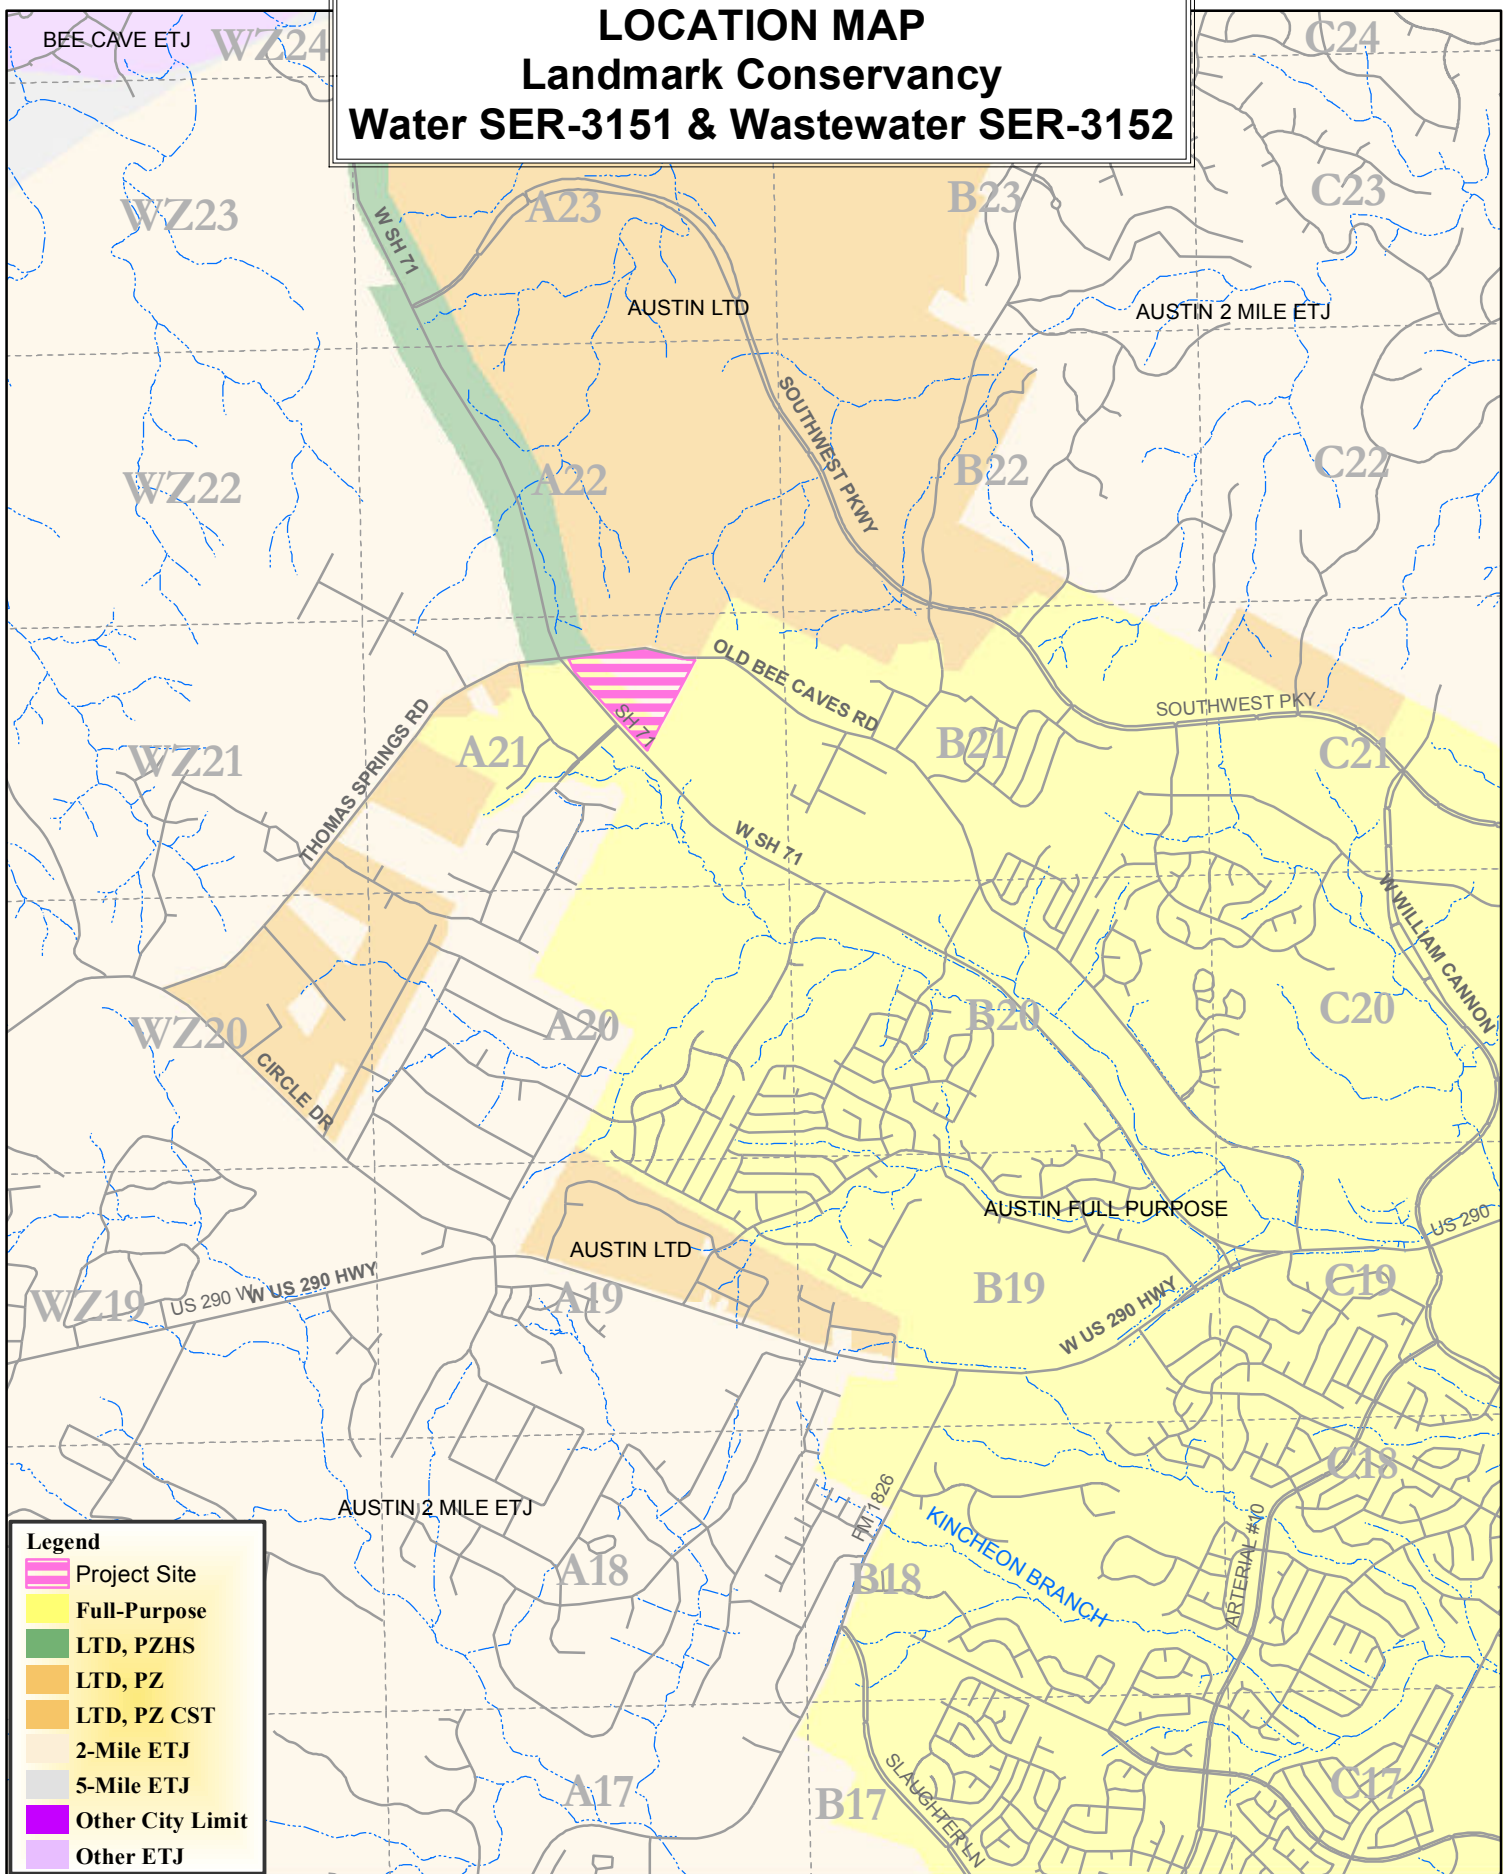 LOCATION MAP
Landmark Conservancy
Water SER-3151 & Wastewater SER-3152
BEE CAVE ETJ
WZ24
C24
WZ23
W SH 71
A23
B23
C23
AUSTIN LTD
AUSTIN 2 MILE ETJ
SOUTHWEST PKWY
WZ22
A22
B22
C22
OLD BEE CAVES RD
SH 71
THOMAS SPRINGS RD
SOUTHWEST PKY
WZ21
A21
B21
C21
W SH 71
W WILLIAM CANNON
WZ20
A20
B20
C20
CIRCLE DR
AUSTIN FULL PURPOSE
US 290
AUSTIN LTD
WZ19
US 290 W
W US 290 HWY
A19
B19
C19
W US 290 HWY
C18
AUSTIN 2 MILE ETJ
FM 1826
KINCHEON BRANCH
ARTERIAL #10
A18
B18
A17
B17
C17
SLAUGHTER LN
Legend
Project Site
Full-Purpose
LTD, PZHS
LTD, PZ
LTD, PZ CST
2-Mile ETJ
5-Mile ETJ
Other City Limit
Other ETJ